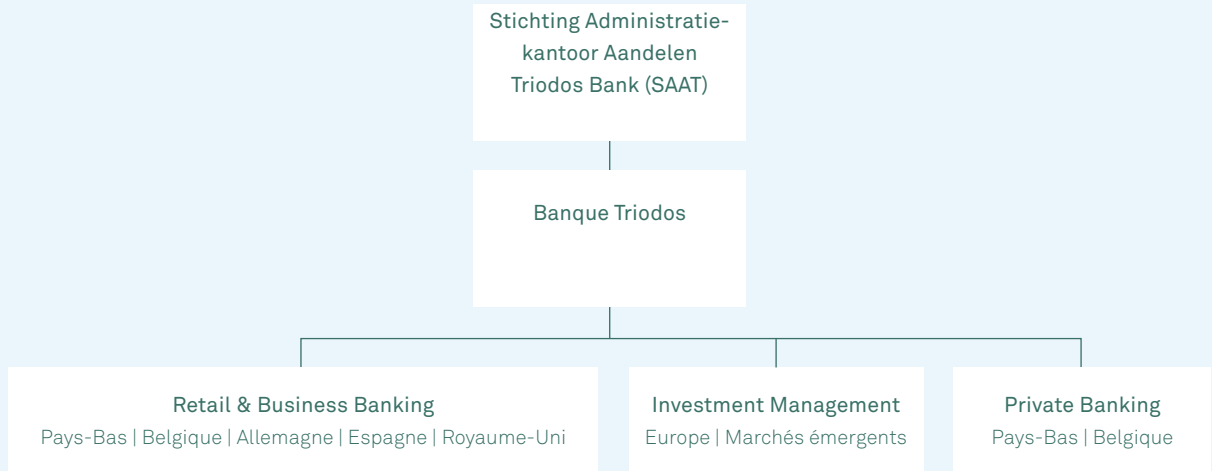 Stichting Administratie-
kantoor Aandelen
Triodos Bank (SAAT)
Banque Triodos
Retail & Business Banking
Pays-Bas | Belgique | Allemagne | Espagne | Royaume-Uni
Investment Management
Europe | Marchés émergents
Private Banking
Pays-Bas | Belgique